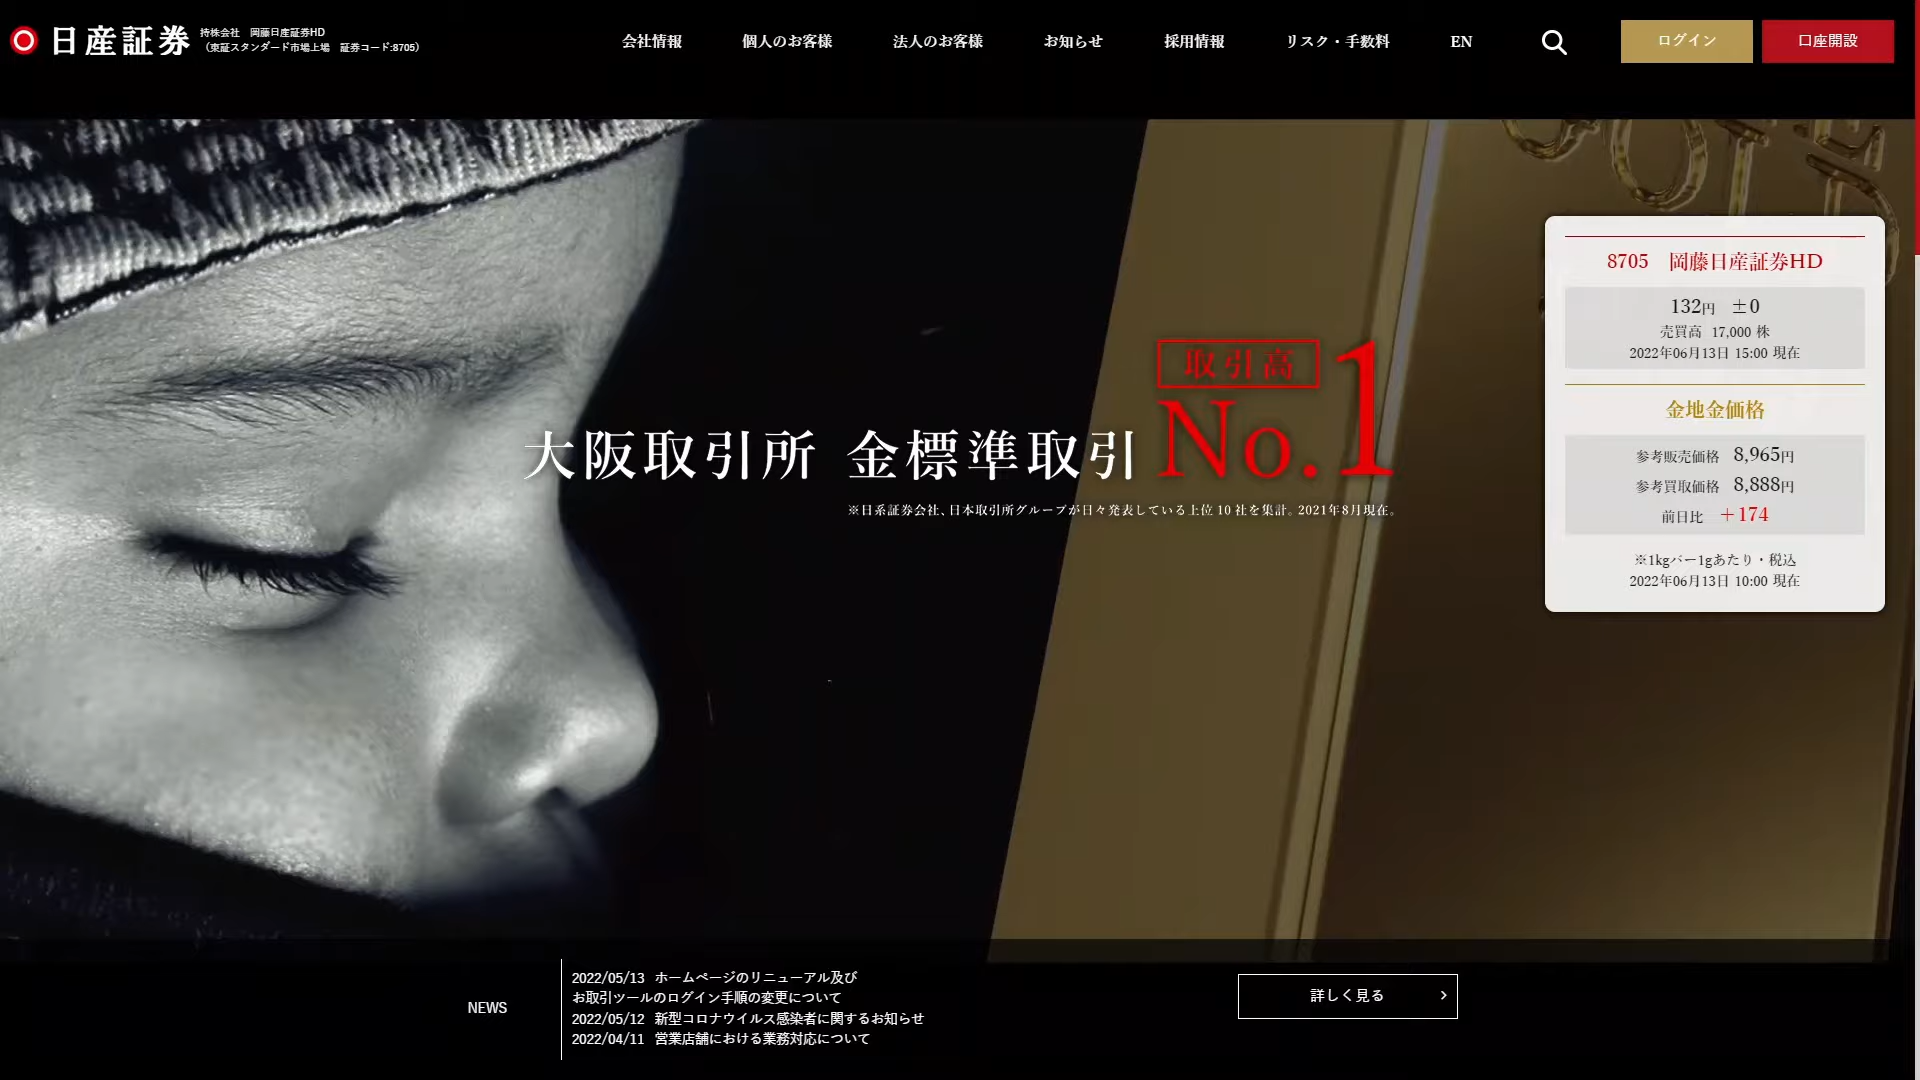 日産証券
持株会社 岡藤日産証券HD
(東証スタンダード市場上場 証券コード:8705)
会社情報 個人のお客様 法人のお客様 お知らせ 採用情報 リスク・手数料 EN
ログイン 口座開設
8705 岡藤日産証券HD
132円 ±0
売買高 17,000 株
2022年06月13日 15:00 現在
金地金価格
参考販売価格 8,965円
参考買取価格 8,888円
前日比 +174
※1kgバー1gあたり・税込
2022年06月13日 10:00 現在
取引高
大阪取引所 金標準取引 No.1
※日系証券会社、日本取引所グループが日々発表している上位10社を集計。2021年8月現在。
NEWS
2022/05/13 ホームページのリニューアル及び
お取引ツールのログイン手順の変更について
2022/05/12 新型コロナウイルス感染者に関するお知らせ
2022/04/11 営業店舗における業務対応について
詳しく見る